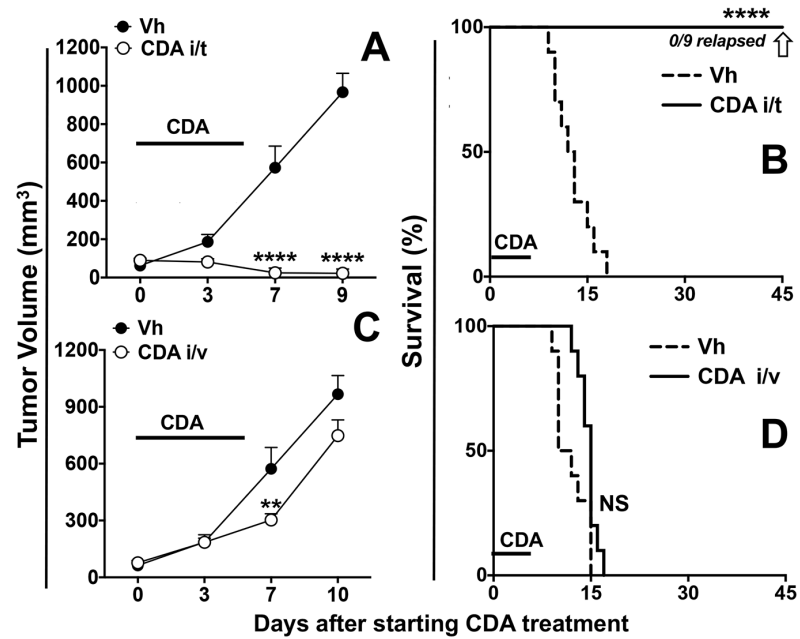 Tumor Volume (mm³)
Vh
CDA i/t
A
1200
1000
800
600
400
200
0
CDA
****
****
0
3
7
9
Survival (%)
100
50
0
****
0/9 relapsed
Vh
CDA i/t
B
CDA
0
15
30
45
Vh
CDA i/v
C
1200
900
600
300
0
CDA
**
0
3
7
10
100
50
0
Vh
CDA i/v
D
NS
CDA
0
15
30
45
Days after starting CDA treatment